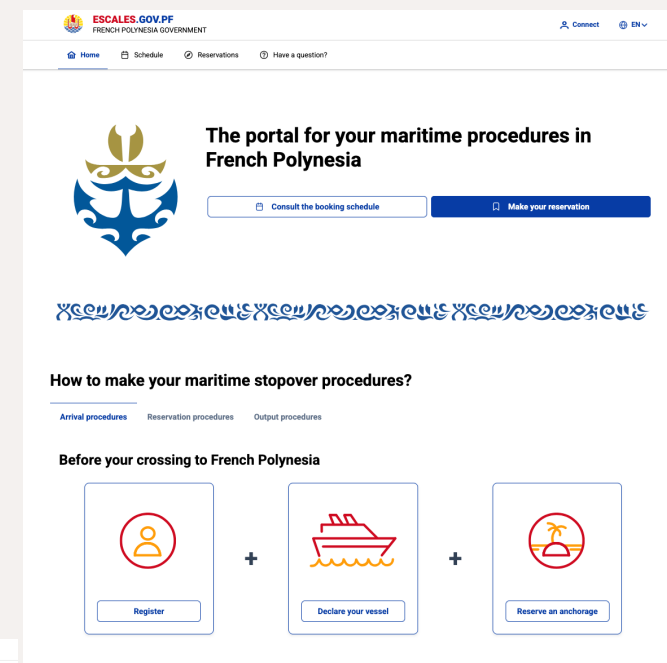 ESCALES.GOV.PF
FRENCH POLYNESIA GOVERNMENT
Connect
EN
Home
Schedule
Reservations
Have a question?
The portal for your maritime procedures in
French Polynesia
Consult the booking schedule
Make your reservation
How to make your maritime stopover procedures?
Arrival procedures
Reservation procedures
Output procedures
Before your crossing to French Polynesia
+
+
Register
Declare your vessel
Reserve an anchorage